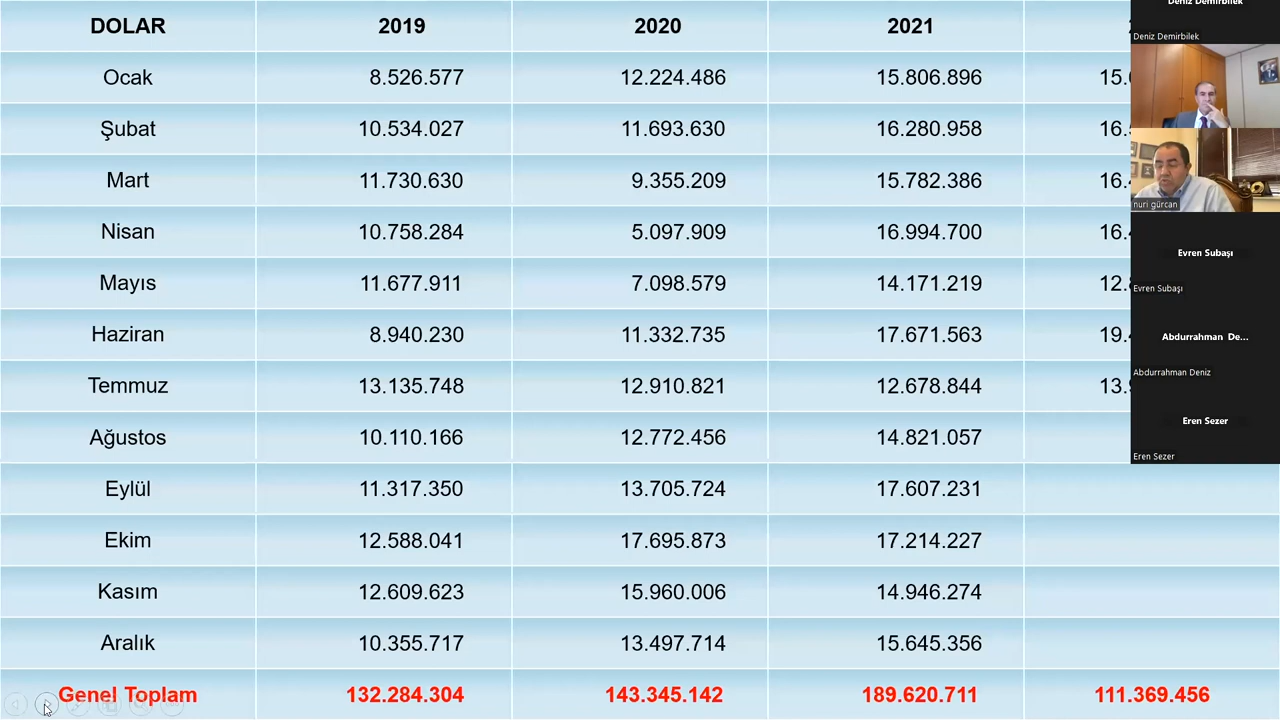 DOLAR 2019 2020 2021
Ocak 8.526.577 12.224.486 15.806.896
Şubat 10.534.027 11.693.630 16.280.958
Mart 11.730.630 9.355.209 15.782.386
Nisan 10.758.284 5.097.909 16.994.700 16.
Mayıs 11.677.911 7.098.579 14.171.219 12.
Haziran 8.940.230 11.332.735 17.671.563 19.
Temmuz 13.135.748 12.910.821 12.678.844 13.
Ağustos 10.110.166 12.772.456 14.821.057
Eylül 11.317.350 13.705.724 17.607.231
Ekim 12.588.041 17.695.873 17.214.227
Kasım 12.609.623 15.960.006 14.946.274
Aralık 10.355.717 13.497.714 15.645.356
Genel Toplam 132.284.304 143.345.142 189.620.711 111.369.456
Deniz Demirbilek
Deniz Demirbilek
nuri gürcan
Evren Subaşı
Evren Subaşı
Abdurrahman De...
Abdurrahman Deniz
Eren Sezer
Eren Sezer